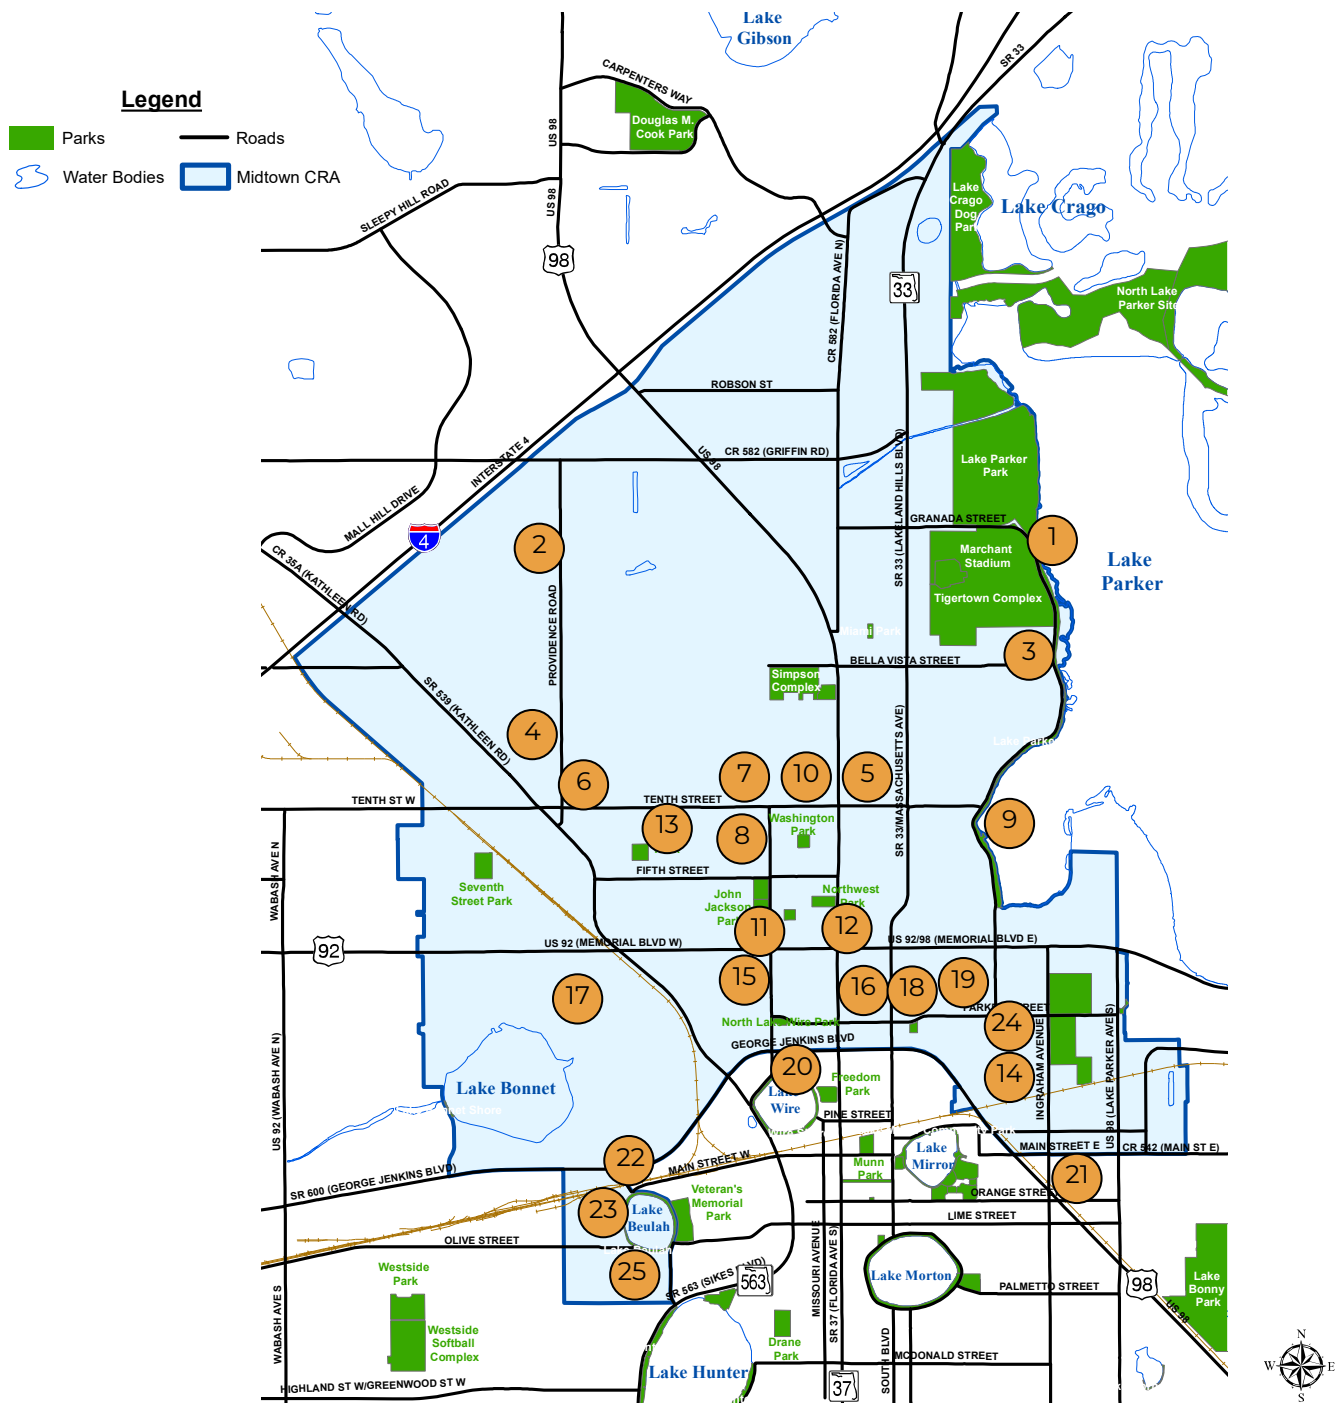 Lake
Gibson
SR 33
CARPENTERS WAY
Legend
Parks
Roads
Water Bodies
Midtown CRA
Douglas M.
Cook Park
US 98
US 98
SLEEPY HILL ROAD
98
Lake
Crago
Dog
Park
Lake Crago
North Lake
Parker Site
33
CR 582 (FLORIDA AVE N)
ROBSON ST
US 98
CR 582 (GRIFFIN RD)
INTERSTATE 4
MALL HILL DRIVE
4
CR 35A (KATHLEEN RD)
SR 33 (LAKELAND HILLS BLVD)
Lake Parker
Park
GRANADA STREET
1
2
Marchant
Stadium
Lake
Parker
Tigertown Complex
PROVIDENCE ROAD
Miami Park
3
BELLA VISTA STREET
Simpson
Complex
SR 539 (KATHLEEN RD)
4
SR 33/MASSACHUSETTS AVE)
Lake Parke
6
7
10
5
TENTH ST W
TENTH STREET
13
8
Washington
Park
9
WABASH AVE N
FIFTH STREET
Seventh
Street Park
John
Jackson
Park
Northwest
Park
11
12
92
US 92 (MEMORIAL BLVD W)
US 92/98 (MEMORIAL BLVD E)
15
16
18
19
17
North Lake Wire Park
24
GEORGE JENKINS BLVD
US 92 (WABASH AVE N)
INGRAHAM AVENUE
US 98 (LAKE PARKER AVE S)
20
14
Lake Bonnet
Lake
Wire
Freedom
Park
PINE STREET
MAIN STREET E
CR 542 (MAIN ST E)
Lake
Mirror
22
MAIN STREET W
Munn
Park
21
SR 600 (GEORGE JENKINS BLVD)
ORANGE STREET
Veteran's
Memorial
Park
23
Lake
Beulah
LIME STREET
OLIVE STREET
MISSOURI AVENUE
SR 37 (FLORIDA AVE S)
25
SR 563 (SIKES BLVD)
563
Lake Morton
PALMETTO STREET
98
US 98
Lake
Bonny
Park
Westside
Park
WABASH AVE S
Westside
Softball
Complex
Drane
Park
SOUTH BLVD
MCDONALD STREET
Lake Hunter
37
HIGHLAND ST W/GREENWOOD ST W
N
W
E
S